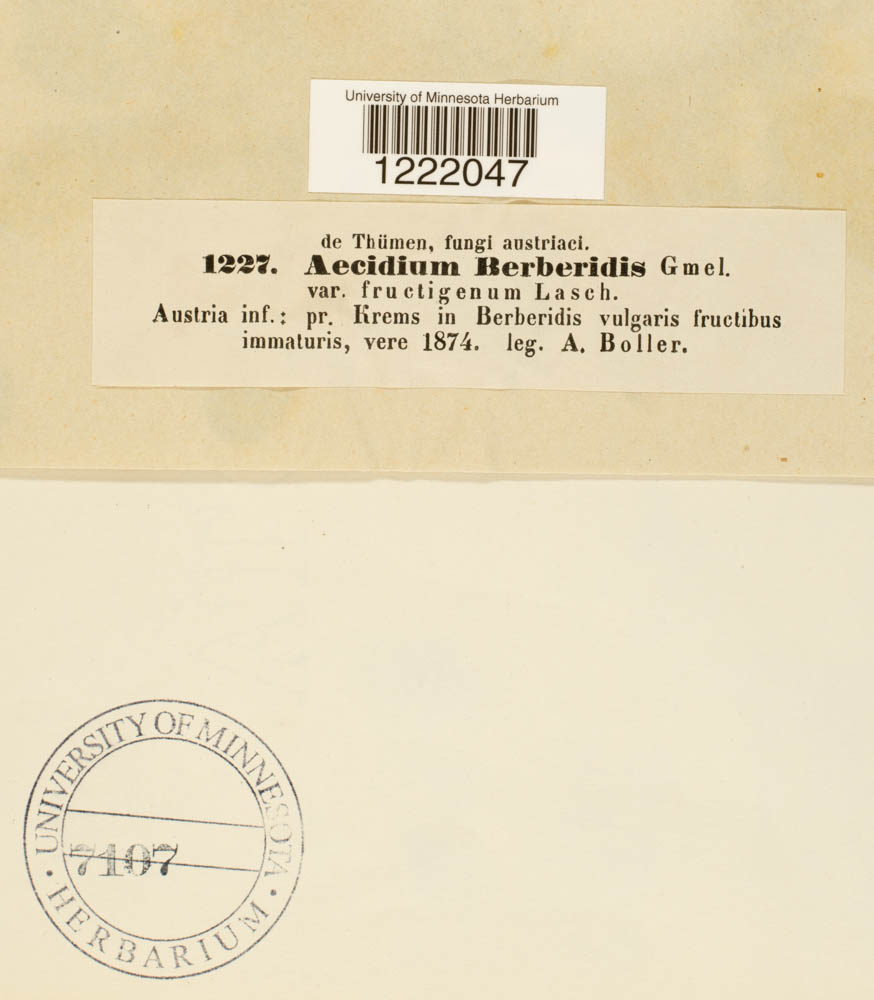 University of Minnesota Herbarium
1222047
de Thümen, fungi austriaci.
1227. Aecidium Berberidis Gmel.
var. fructigenum Lasch.
Austria inf.: pr. Krems in Berberidis vulgaris fructibus
immaturis, vere 1874. leg. A. Boller.
UNIVERSITY OF MINNESOTA
7107
· HERBARIUM ·